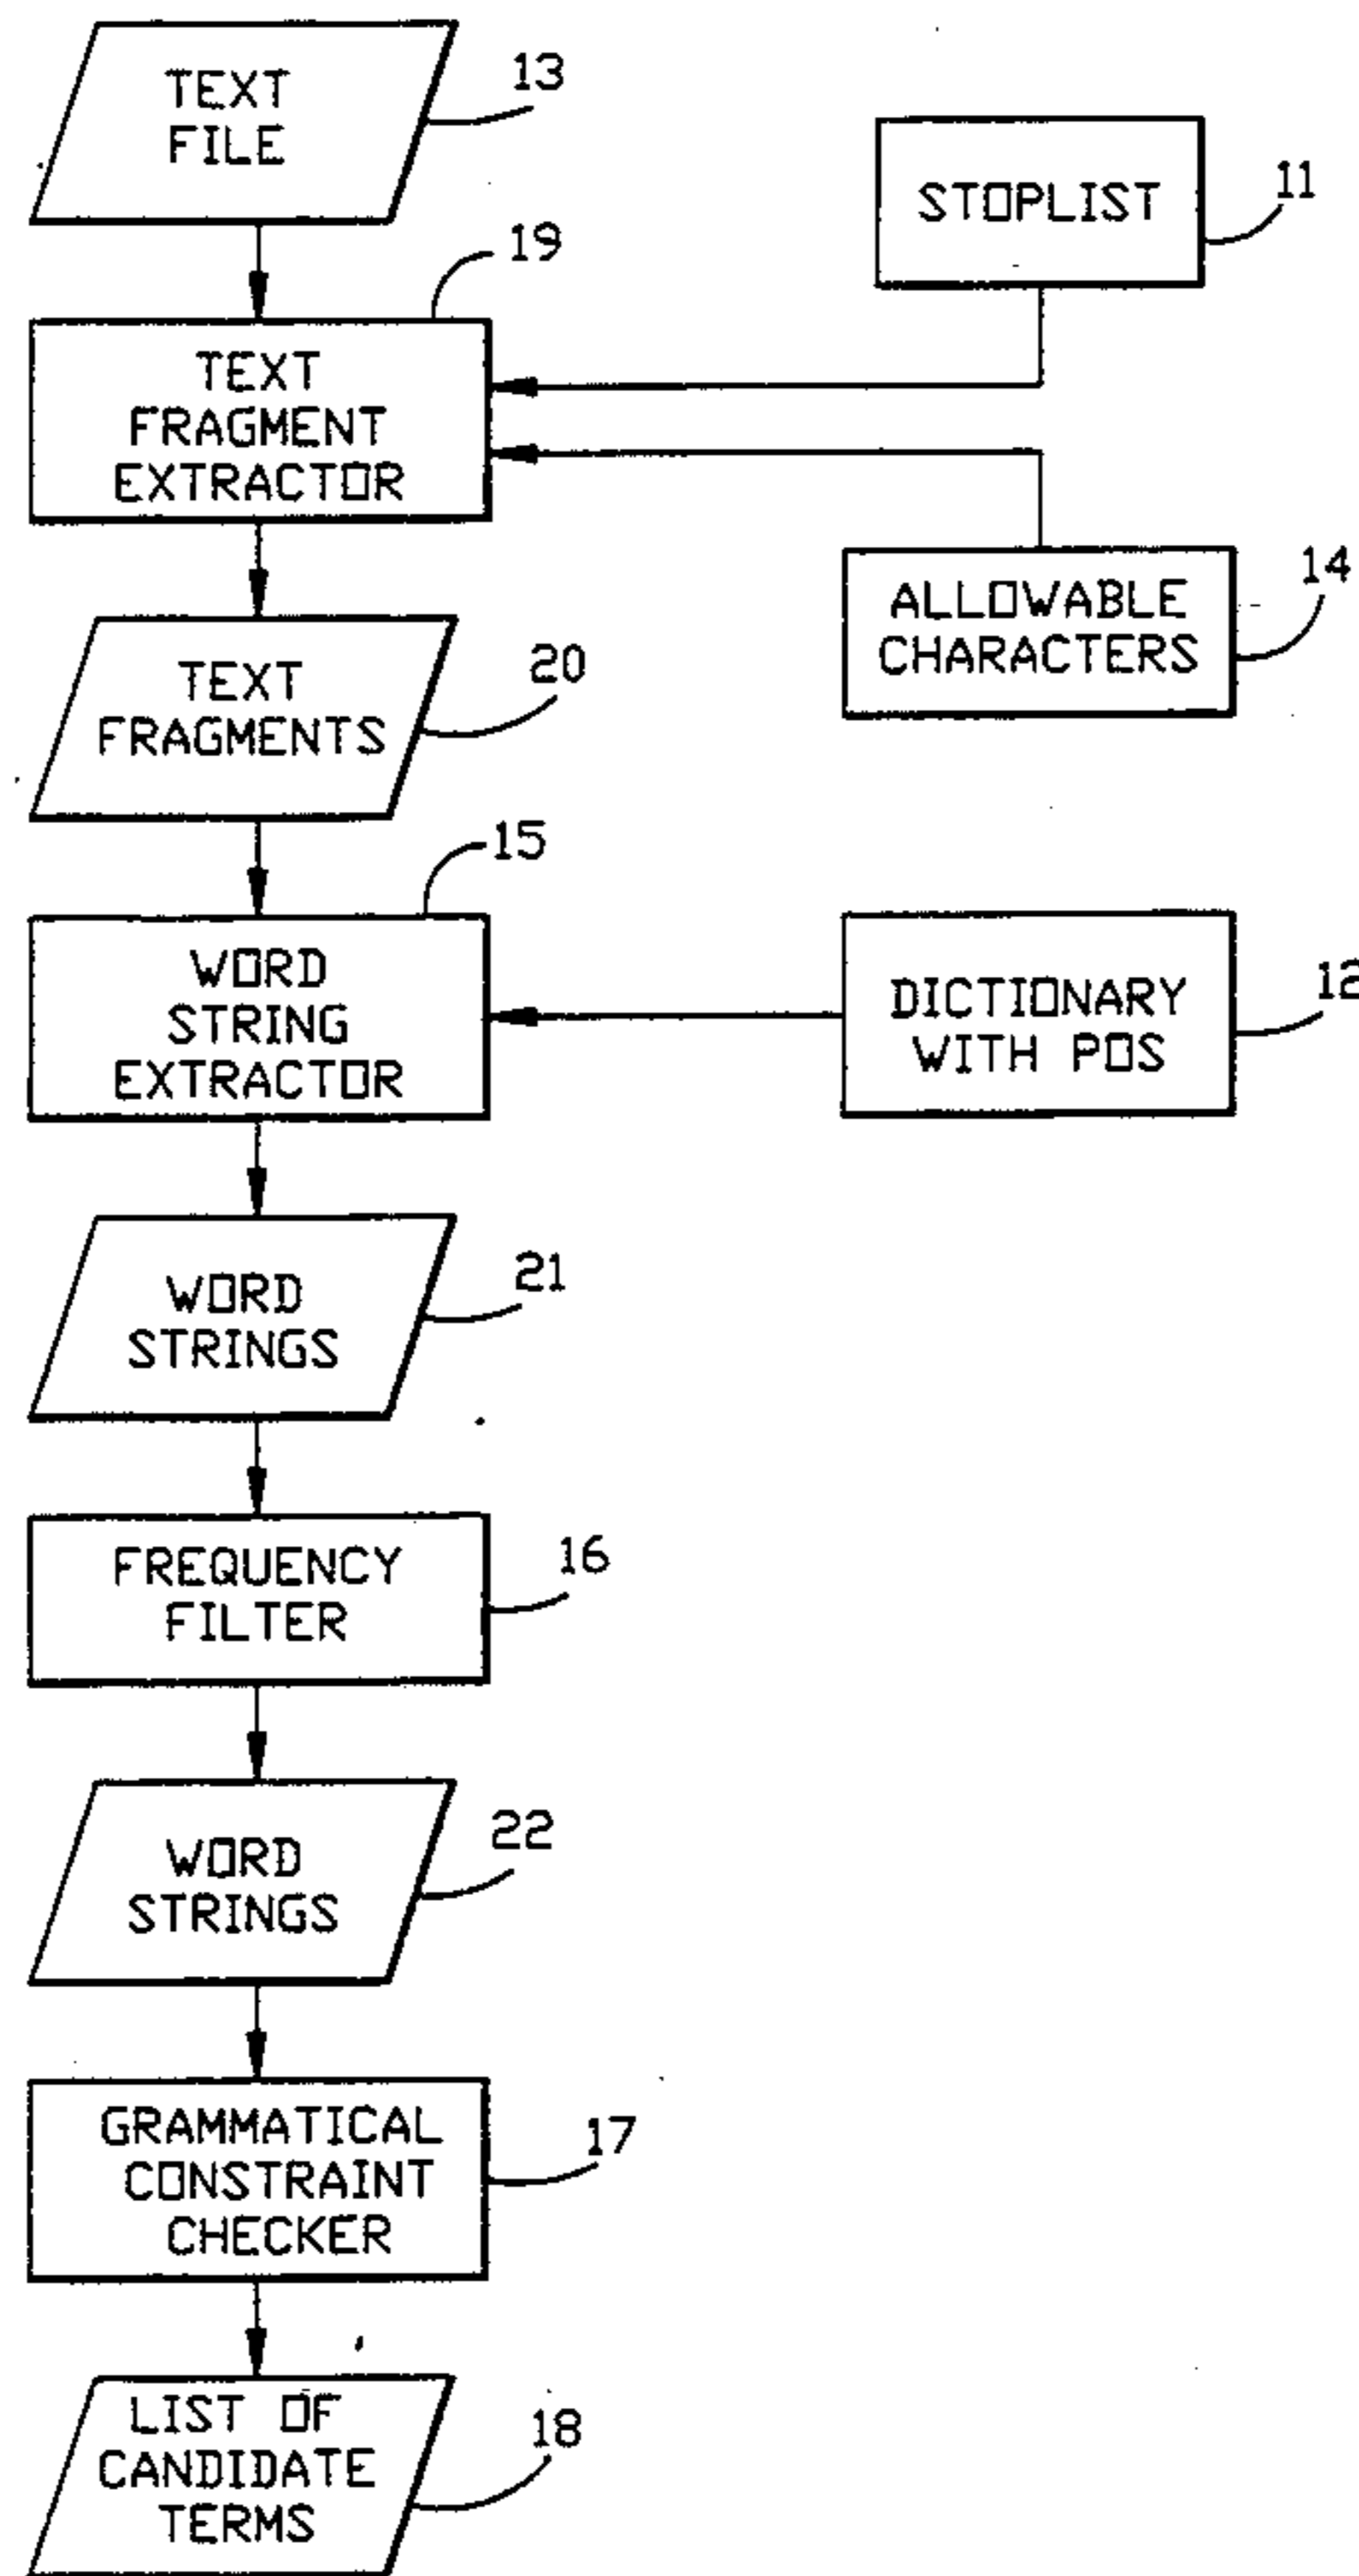 TEXT
FILE
13
STOPLIST
11
19
TEXT
FRAGMENT
EXTRACTOR
ALLOWABLE
CHARACTERS
14
TEXT
FRAGMENTS
20
15
WORD
STRING
EXTRACTOR
DICTIONARY
WITH POS
12
WORD
STRINGS
21
FREQUENCY
FILTER
16
WORD
STRINGS
22
GRAMMATICAL
CONSTRAINT
CHECKER
17
LIST OF
CANDIDATE
TERMS
18